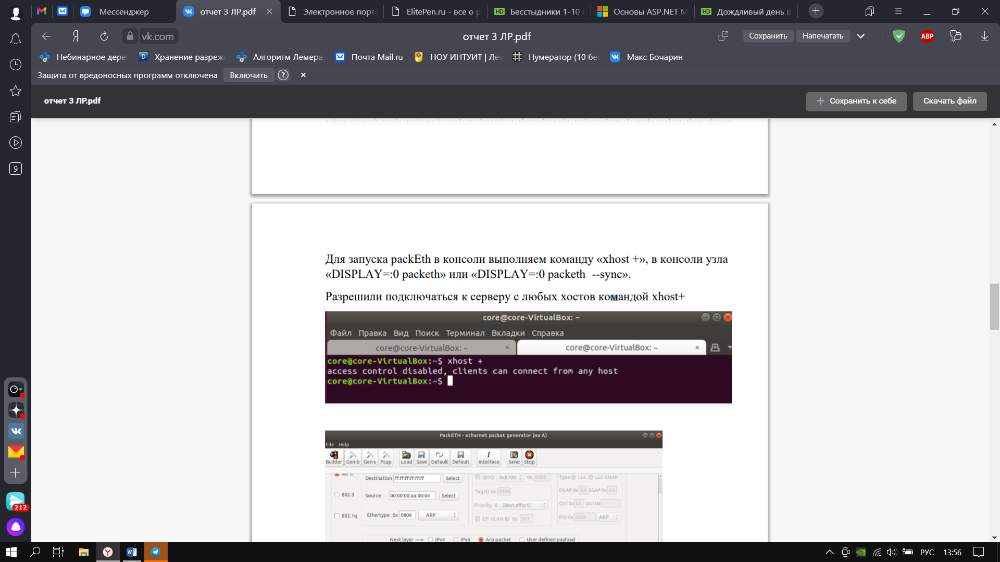 Мессенджер
отчет 3 ЛР.pdf
Электронное порт
ElitePen.ru - все о р
HD Бесстыдники 1-10 с
Основы ASP.NET M
HD Дождливый день в
Я
vk.com
отчет 3 ЛР.pdf
Сохранить
Напечатать
ABP
Небинарное дере
D Хранение разреже
Алгоритм Лемера.
Почта Mail.ru
НОУ ИНТУИТ | Ле
Нумератор (10 бес
Макс Бочарин
Защита от вредоносных программ отключена
Включить
?
отчет 3 ЛР.pdf
Сохранить к себе
Скачать файл
9
Для запуска packEth в консоли выполняем команду «xhost +», в консоли узла
«DISPLAY=:0 packeth» или «DISPLAY=:0 packeth --sync».
Разрешили подключаться к серверу с любых хостов командой xhost+
core@core-VirtualBox: ~
Файл Правка Вид Поиск Терминал Вкладки Справка
core@core-VirtualBox: ~ × core@core-VirtualBox: ~ ×
core@core-VirtualBox:~$ xhost +
access control disabled, clients can connect from any host
core@core-VirtualBox:~$
PackETH - ethernet packet generator (на A)
File Help
Builder Gen-b Gen-s Pcap Load Save Default Default Interface Send Stop
ver II Destination ff:ff:ff:ff:ff:ff Select QinQ 0x8100 0x 0000 Type LLC LLC-SNAP
Tag ID 0x 8100 DSAP 0x AA SSAP 0x AA
802.3 Source 00:00:00:aa:00:04 Select
Priority 0 (Best effort) Ctrl 0x 03 OUI 0x
802.1q Ethertype 0x 0806 ARP Cfi VLAN ID 0x 001 PID 0x 0806 ARP
Next layer —> IPv4 IPv6 Arp packet User defined payload
212
РУС
13:56